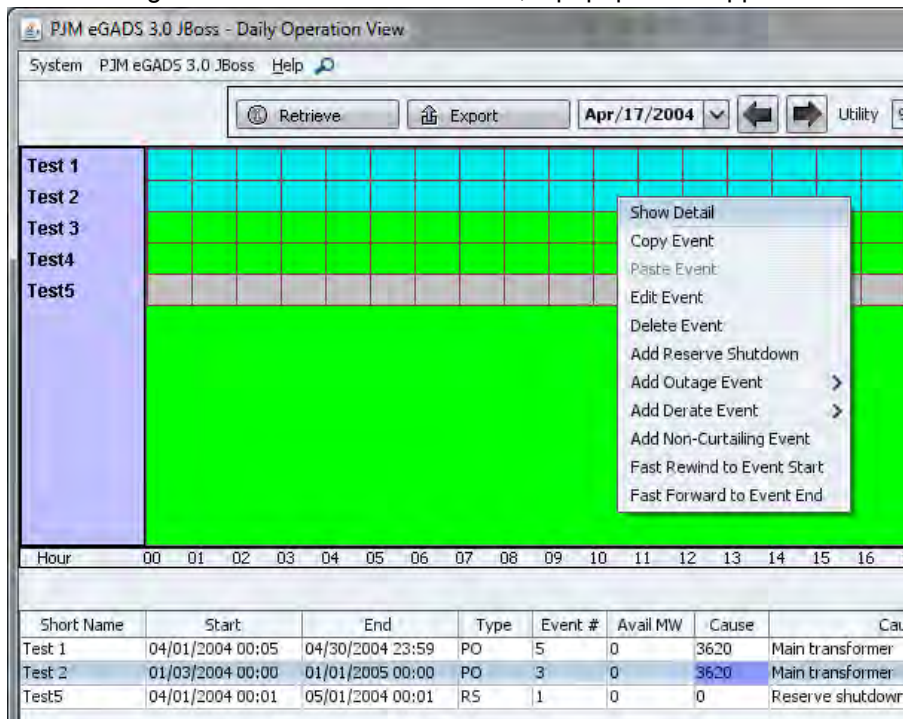 PJM eGADS 3.0 JBoss - Daily Operation View
System PJM eGADS 3.0 JBoss Help
Retrieve Export Apr/17/2004 Utility
Test 1
Test 2
Test 3
Test4
Test5
Show Detail
Copy Event
Paste Event
Edit Event
Delete Event
Add Reserve Shutdown
Add Outage Event
Add Derate Event
Add Non-Curtailing Event
Fast Rewind to Event Start
Fast Forward to Event End
Hour 00 01 02 03 04 05 06 07 08 09 10 11 12 13 14 15 16
Short Name Start End Type Event # Avail MW Cause Cau
Test 1 04/01/2004 00:05 04/30/2004 23:59 PO 5 0 3620 Main transformer
Test 2 01/03/2004 00:00 01/01/2005 00:00 PO 3 0 3620 Main transformer
Test5 04/01/2004 00:01 05/01/2004 00:01 RS 1 0 0 Reserve shutdown